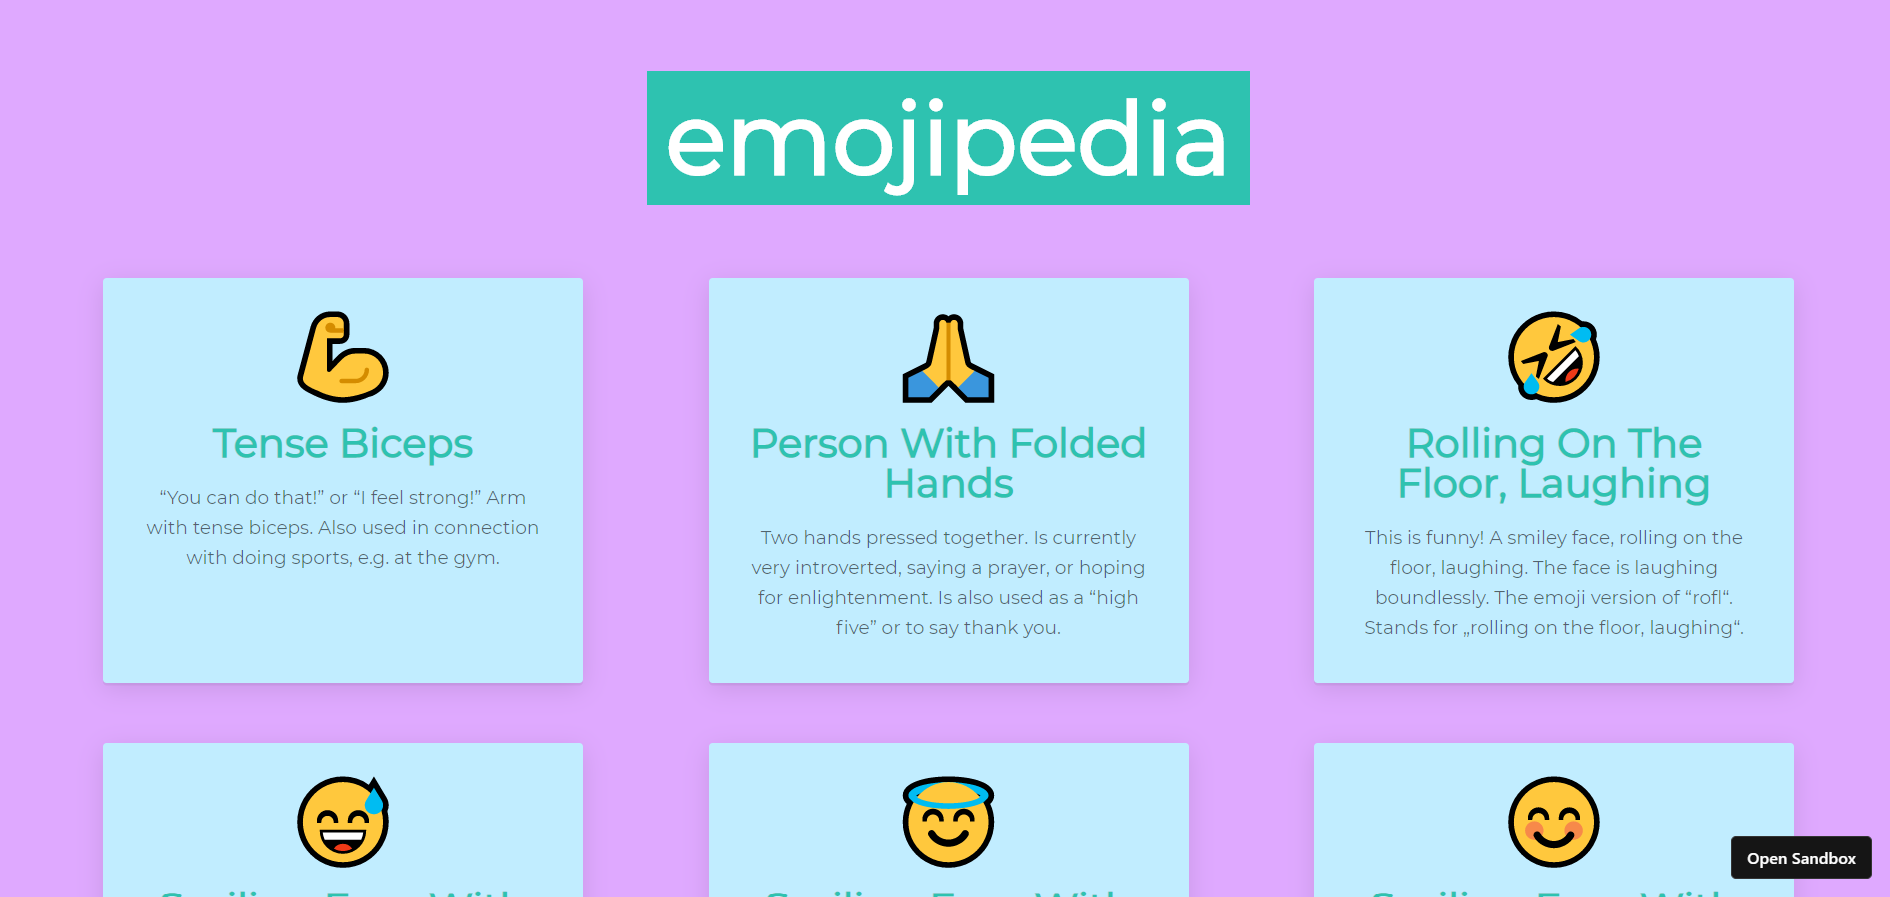 emojipedia
Tense Biceps
“You can do that!” or “I feel strong!” Arm
with tense biceps. Also used in connection
with doing sports, e.g. at the gym.
Person With Folded
Hands
Two hands pressed together. Is currently
very introverted, saying a prayer, or hoping
for enlightenment. Is also used as a “high
five” or to say thank you.
Rolling On The
Floor, Laughing
This is funny! A smiley face, rolling on the
floor, laughing. The face is laughing
boundlessly. The emoji version of “rofl“.
Stands for „rolling on the floor, laughing“.
Open Sandbox